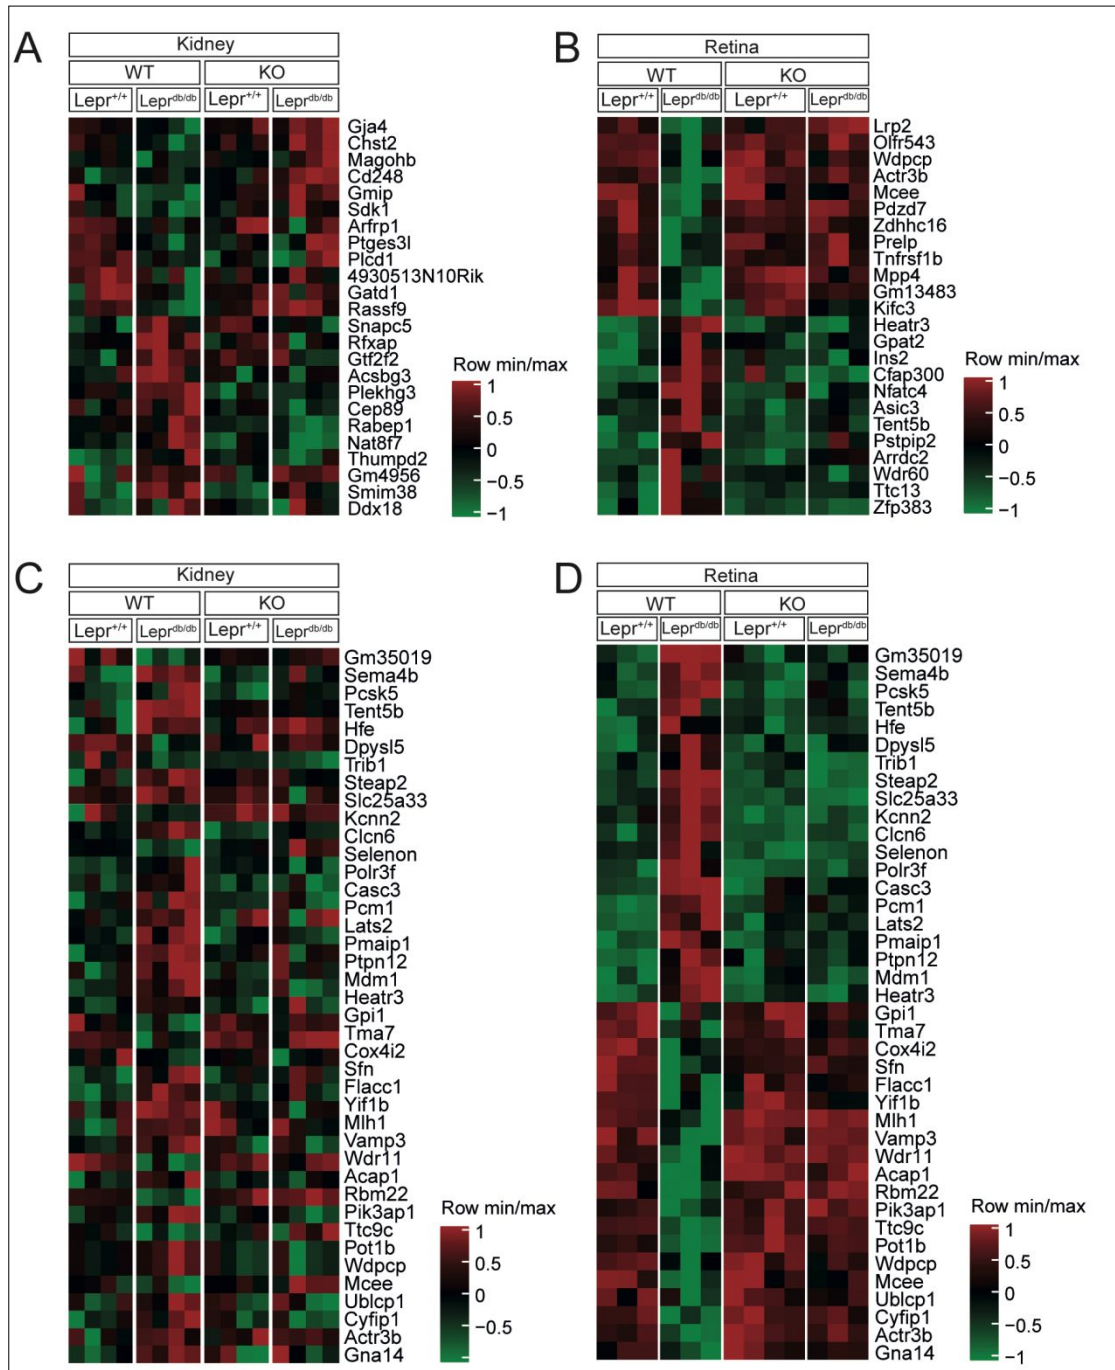 A
Kidney
WT KO
Lepr+/+ Leprdb/db Lepr+/+ Leprdb/db
Gja4
Chst2
Magohb
Cd248
Gmip
Sdk1
Arfrp1
Ptges3l
Plcd1
4930513N10Rik
Gatd1
Rassf9
Snapc5
Rfxap
Gtf2f2
Acsbg3
Plekhg3
Cep89
Rabep1
Nat8f7
Thumpd2
Gm4956
Smim38
Ddx18
Row min/max
1
0.5
0
−0.5
−1
B
Retina
WT KO
Lepr+/+ Leprdb/db Lepr+/+ Leprdb/db
Lrp2
Olfr543
Wdpcp
Actr3b
Mcee
Pdzd7
Zdhhc16
Prelp
Tnfrsf1b
Mpp4
Gm13483
Kifc3
Heatr3
Gpat2
Ins2
Cfap300
Nfatc4
Asic3
Tent5b
Pstpip2
Arrdc2
Wdr60
Ttc13
Zfp383
Row min/max
1
0.5
0
−0.5
−1
C
Kidney
WT KO
Lepr+/+ Leprdb/db Lepr+/+ Leprdb/db
Gm35019
Sema4b
Pcsk5
Tent5b
Hfe
Dpysl5
Trib1
Steap2
Slc25a33
Kcnn2
Clcn6
Selenon
Polr3f
Casc3
Pcm1
Lats2
Pmaip1
Ptpn12
Mdm1
Heatr3
Gpi1
Tma7
Cox4i2
Sfn
Flacc1
Yif1b
Mlh1
Vamp3
Wdr11
Acap1
Rbm22
Pik3ap1
Ttc9c
Pot1b
Wdpcp
Mcee
Ublcp1
Cyfip1
Actr3b
Gna14
Row min/max
1
0.5
0
−0.5
D
Retina
WT KO
Lepr+/+ Leprdb/db Lepr+/+ Leprdb/db
Gm35019
Sema4b
Pcsk5
Tent5b
Hfe
Dpysl5
Trib1
Steap2
Slc25a33
Kcnn2
Clcn6
Selenon
Polr3f
Casc3
Pcm1
Lats2
Pmaip1
Ptpn12
Mdm1
Heatr3
Gpi1
Tma7
Cox4i2
Sfn
Flacc1
Yif1b
Mlh1
Vamp3
Wdr11
Acap1
Rbm22
Pik3ap1
Ttc9c
Pot1b
Wdpcp
Mcee
Ublcp1
Cyfip1
Actr3b
Gna14
Row min/max
1
0.5
0
−0.5
−1